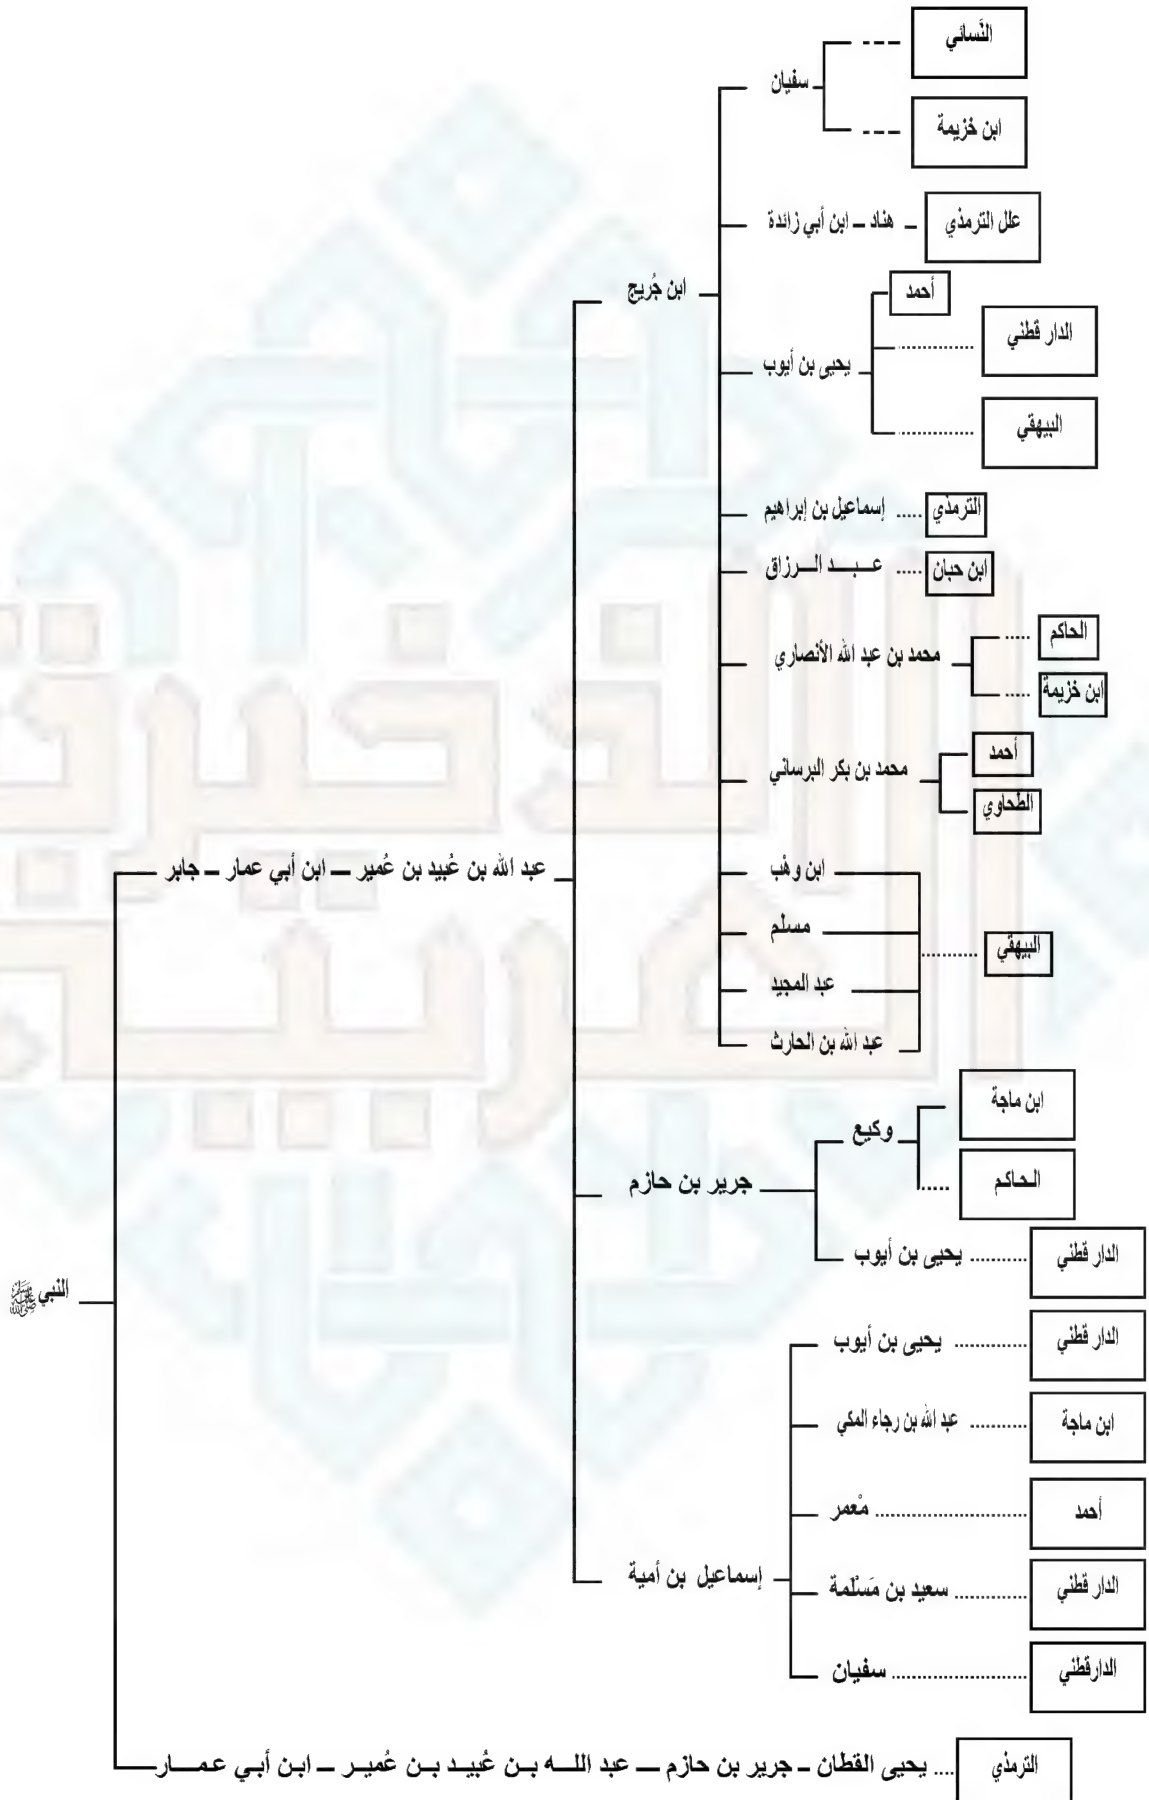 النسائي
سفيان
ابن خزيمة
علل الترمذي – هناد – ابن أبي زائدة
ابن جُريج
أحمد
الدار قطني
يحيى بن أيوب
البيهقي
الترمذي ..... إسماعيل بن إبراهيم
ابن حبان ..... عبد الرزاق
الحاكم
محمد بن عبد الله الأنصاري
ابن خزيمة
أحمد
محمد بن بكر البرساني
الطحاوي
عبد الله بن عُبيد بن عُمير – ابن أبي عمار – جابر
ابن وهْب
مسلم
البيهقي
عبد المجيد
عبد الله بن الحارث
ابن ماجة
وكيع
الحاكم
جرير بن حازم
الدار قطني ......... يحيى بن أيوب
النبي ﷺ
الدار قطني ............ يحيى بن أيوب
ابن ماجة ......... عبد الله بن رجاء المكي
أحمد ........................ مْعمر
إسماعيل بن أمية
الدار قطني ............ سعيد بن مَسْلَمة
الدارقطني ...................... سفيان
الترمذي .... يحيى القطان – جرير بن حازم – عبد الله بن عُبيد بن عُمير – ابن أبي عمار
الذخيرة
العربية